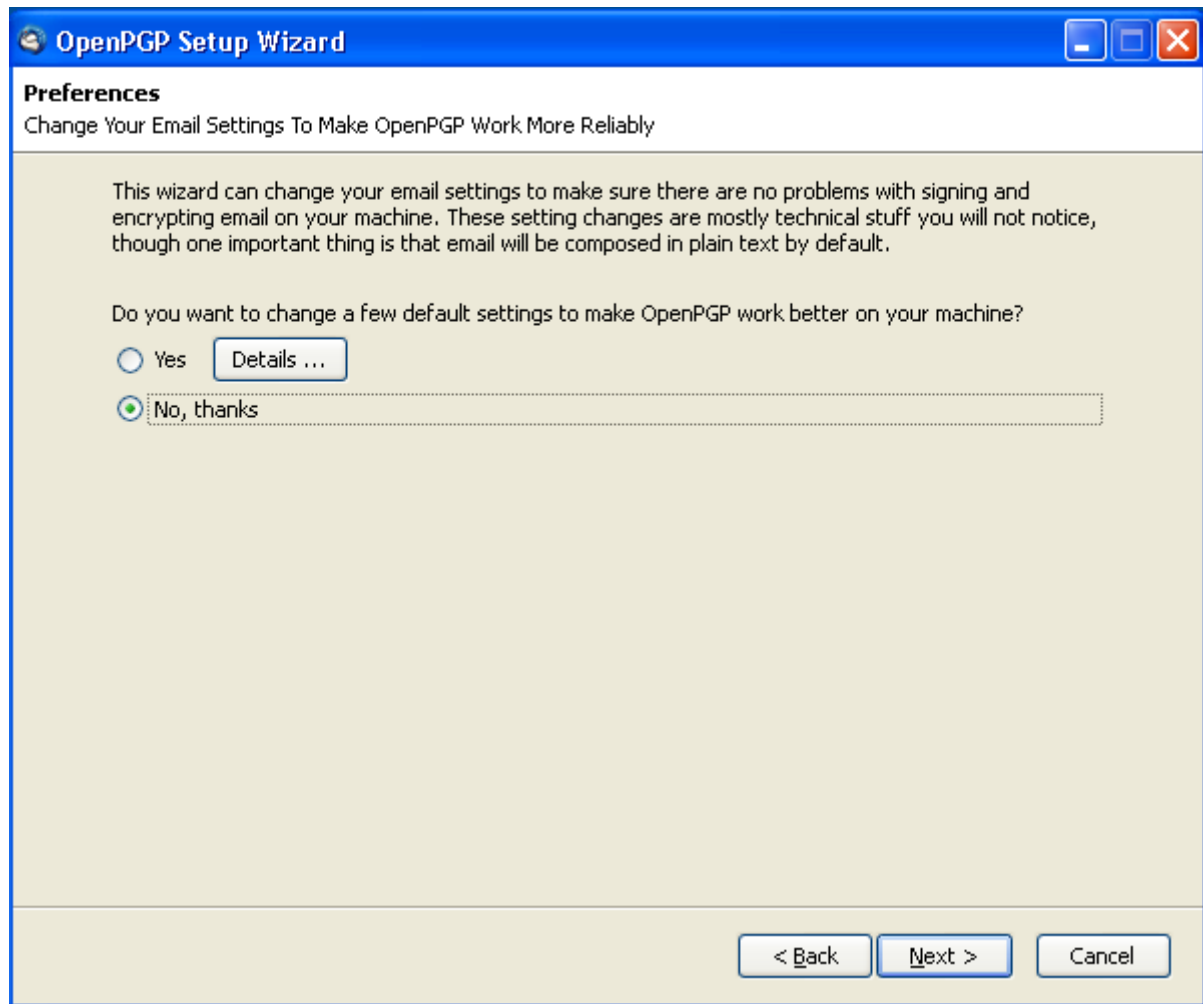 OpenPGP Setup Wizard
Preferences
Change Your Email Settings To Make OpenPGP Work More Reliably
This wizard can change your email settings to make sure there are no problems with signing and
encrypting email on your machine. These setting changes are mostly technical stuff you will not notice,
though one important thing is that email will be composed in plain text by default.
Do you want to change a few default settings to make OpenPGP work better on your machine?
Yes Details ...
No, thanks
< Back Next > Cancel